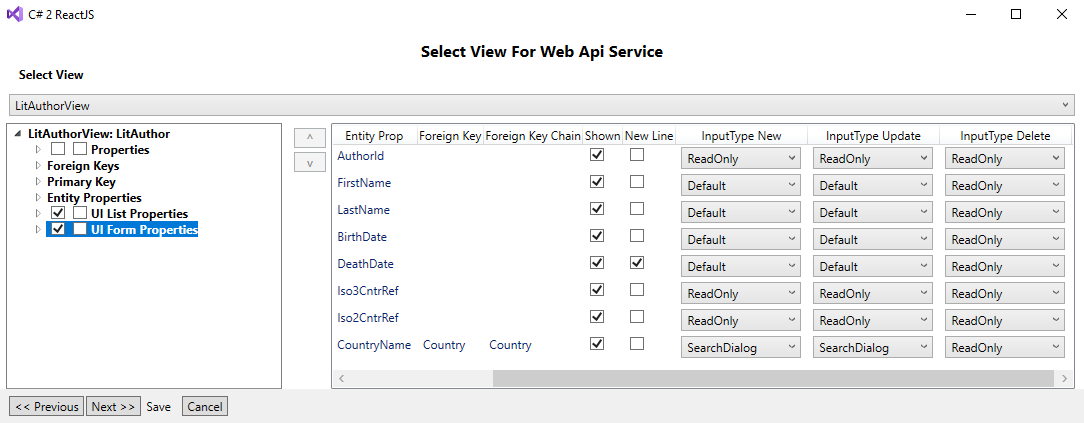 C# 2 ReactJS
Select View For Web Api Service
Select View
LitAuthorView
LitAuthorView: LitAuthor
Properties
Foreign Keys
Primary Key
Entity Properties
UI List Properties
UI Form Properties
Entity Prop Foreign Key Foreign Key Chain Shown New Line InputType New InputType Update InputType Delete
AuthorId ReadOnly ReadOnly ReadOnly
FirstName Default Default ReadOnly
LastName Default Default ReadOnly
BirthDate Default Default ReadOnly
DeathDate Default Default ReadOnly
Iso3CntrRef ReadOnly ReadOnly ReadOnly
Iso2CntrRef ReadOnly ReadOnly ReadOnly
CountryName Country Country SearchDialog SearchDialog ReadOnly
<< Previous Next >> Save Cancel